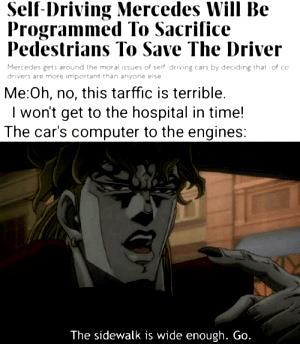 Self-Driving Mercedes Will Be
Programmed To Sacrifice
Pedestrians To Save The Driver
Mercedes gets around the moral issues of self driving cars by deciding that of co
drivers are more important than anyone else
Me:Oh, no, this tarffic is terrible.
I won't get to the hospital in time!
The car's computer to the engines:
The sidewalk is wide enough. Go.